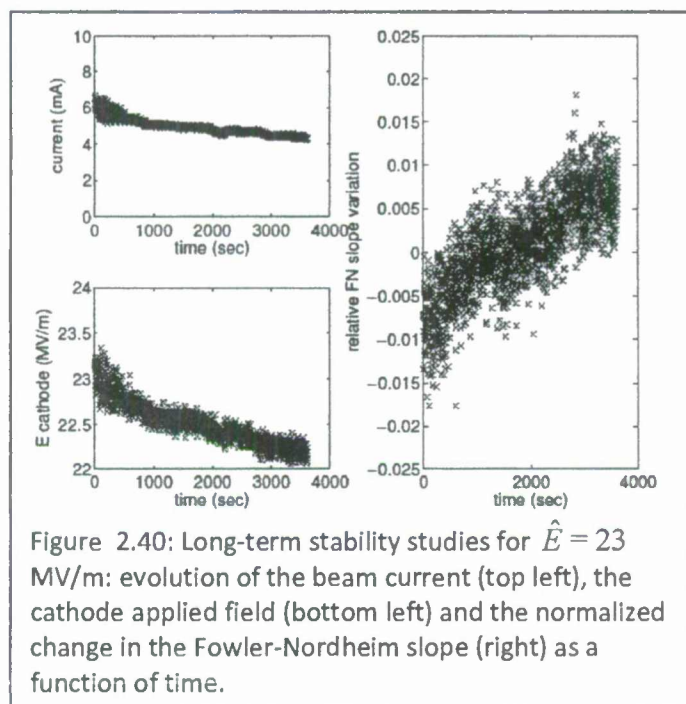 10
8
6
4
2
0
current (mA)
0 1000 2000 3000 4000
time (sec)
24
23.5
23
22.5
22
E cathode (MV/m)
0 1000 2000 3000 4000
time (sec)
0.025
0.02
0.015
0.010
0.005
0
−0.005
−0.01
−0.015
−0.02
−0.025
relative FN slope variation
0 2000 4000
time (sec)
Figure 2.40: Long-term stability studies for Ê = 23
MV/m: evolution of the beam current (top left), the
cathode applied field (bottom left) and the normalized
change in the Fowler-Nordheim slope (right) as a
function of time.